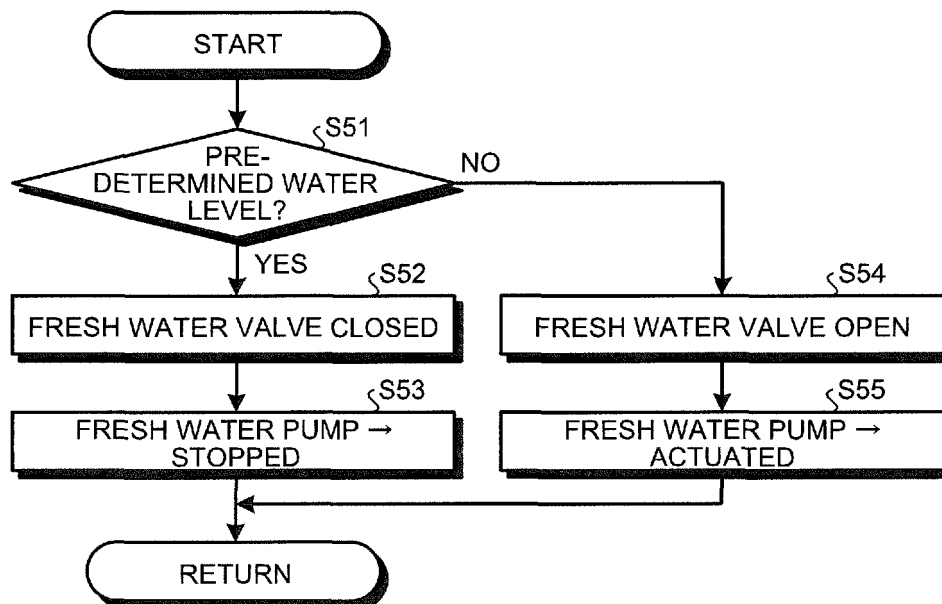 START
S51
PRE-
DETERMINED WATER
LEVEL?
NO
YES
S52
FRESH WATER VALVE CLOSED
S54
FRESH WATER VALVE OPEN
S53
FRESH WATER PUMP →
STOPPED
S55
FRESH WATER PUMP →
ACTUATED
RETURN